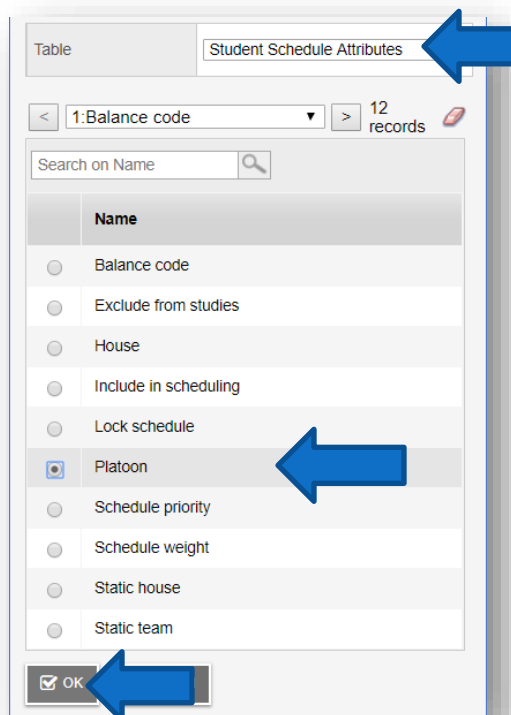 Table
Student Schedule Attributes
< 1:Balance code ▼ > 12 records
Search on Name
Name
Balance code
Exclude from studies
House
Include in scheduling
Lock schedule
Platoon
Schedule priority
Schedule weight
Static house
Static team
OK